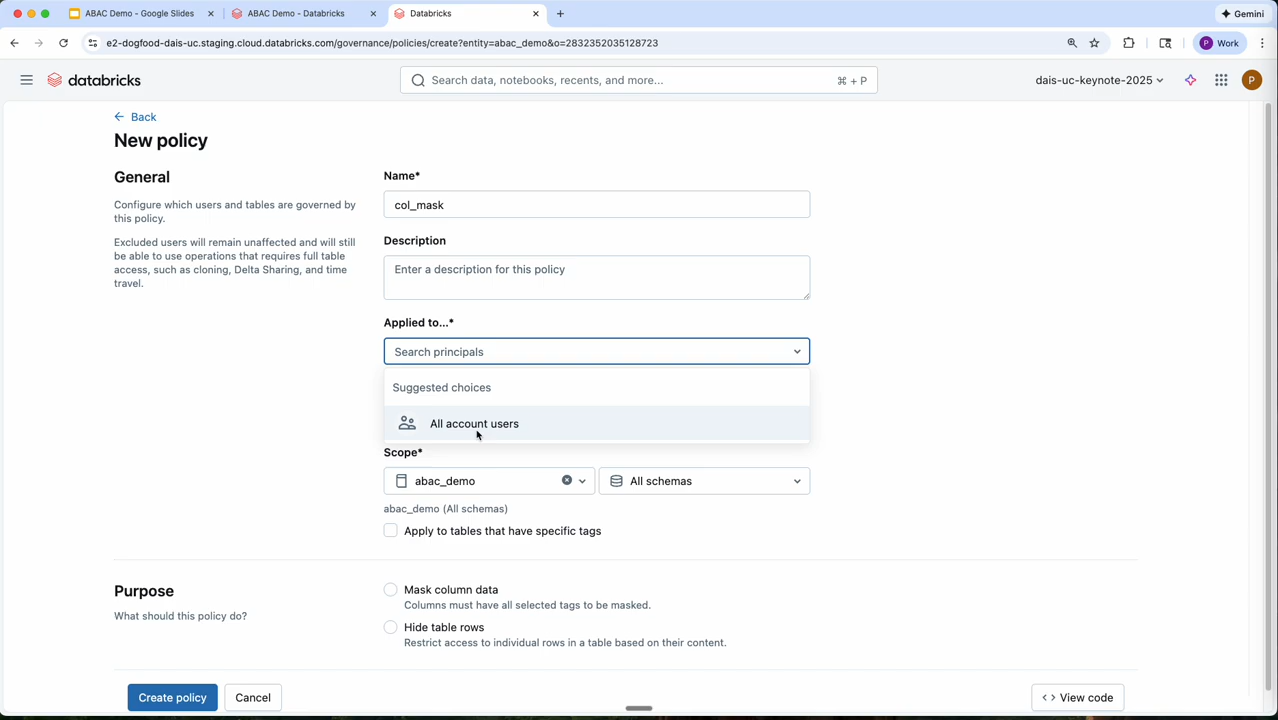 ABAC Demo - Google Slides
ABAC Demo - Databricks
Databricks
Gemini
e2-dogfood-dais-uc.staging.cloud.databricks.com/governance/policies/create?entity=abac_demo&o=2832352035128723
P Work
databricks
Search data, notebooks, recents, and more...
⌘ + P
dais-uc-keynote-2025
P
Back
New policy
General
Configure which users and tables are governed by
this policy.
Excluded users will remain unaffected and will still
be able to use operations that requires full table
access, such as cloning, Delta Sharing, and time
travel.
Name*
col_mask
Description
Enter a description for this policy
Applied to...*
Search principals
Suggested choices
All account users
Scope*
abac_demo
All schemas
abac_demo (All schemas)
Apply to tables that have specific tags
Purpose
What should this policy do?
Mask column data
Columns must have all selected tags to be masked.
Hide table rows
Restrict access to individual rows in a table based on their content.
Create policy
Cancel
View code